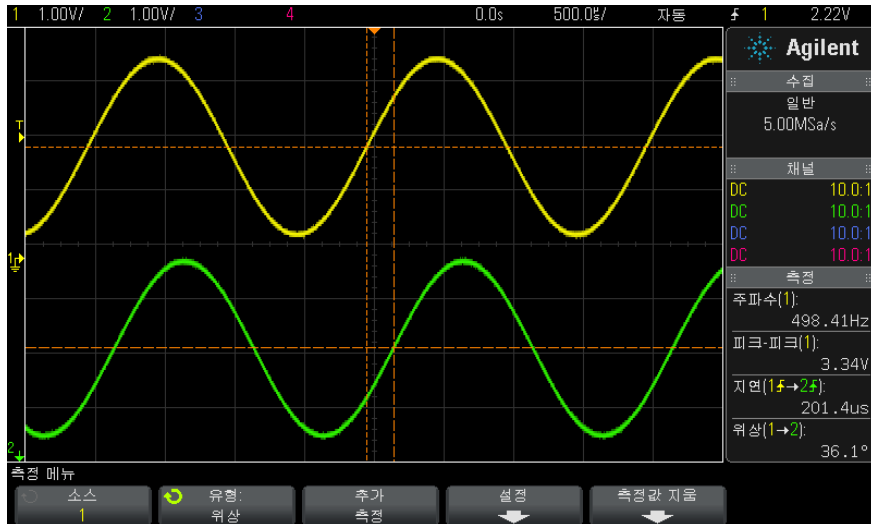 1 1.00V/ 2 1.00V/ 3 4 0.0s 500.0㎲/ 자동 1 2.22V
Agilent
수집
일반
5.00MSa/s
채널
DC 10.0:1
DC 10.0:1
DC 10.0:1
DC 10.0:1
측정
주파수(1):
498.41Hz
피크-피크(1):
3.34V
지연(1→2):
201.4us
위상(1→2):
36.1°
T
1
2
측정 메뉴
소스
1
유형:
위상
추가
측정
설정
측정값 지움